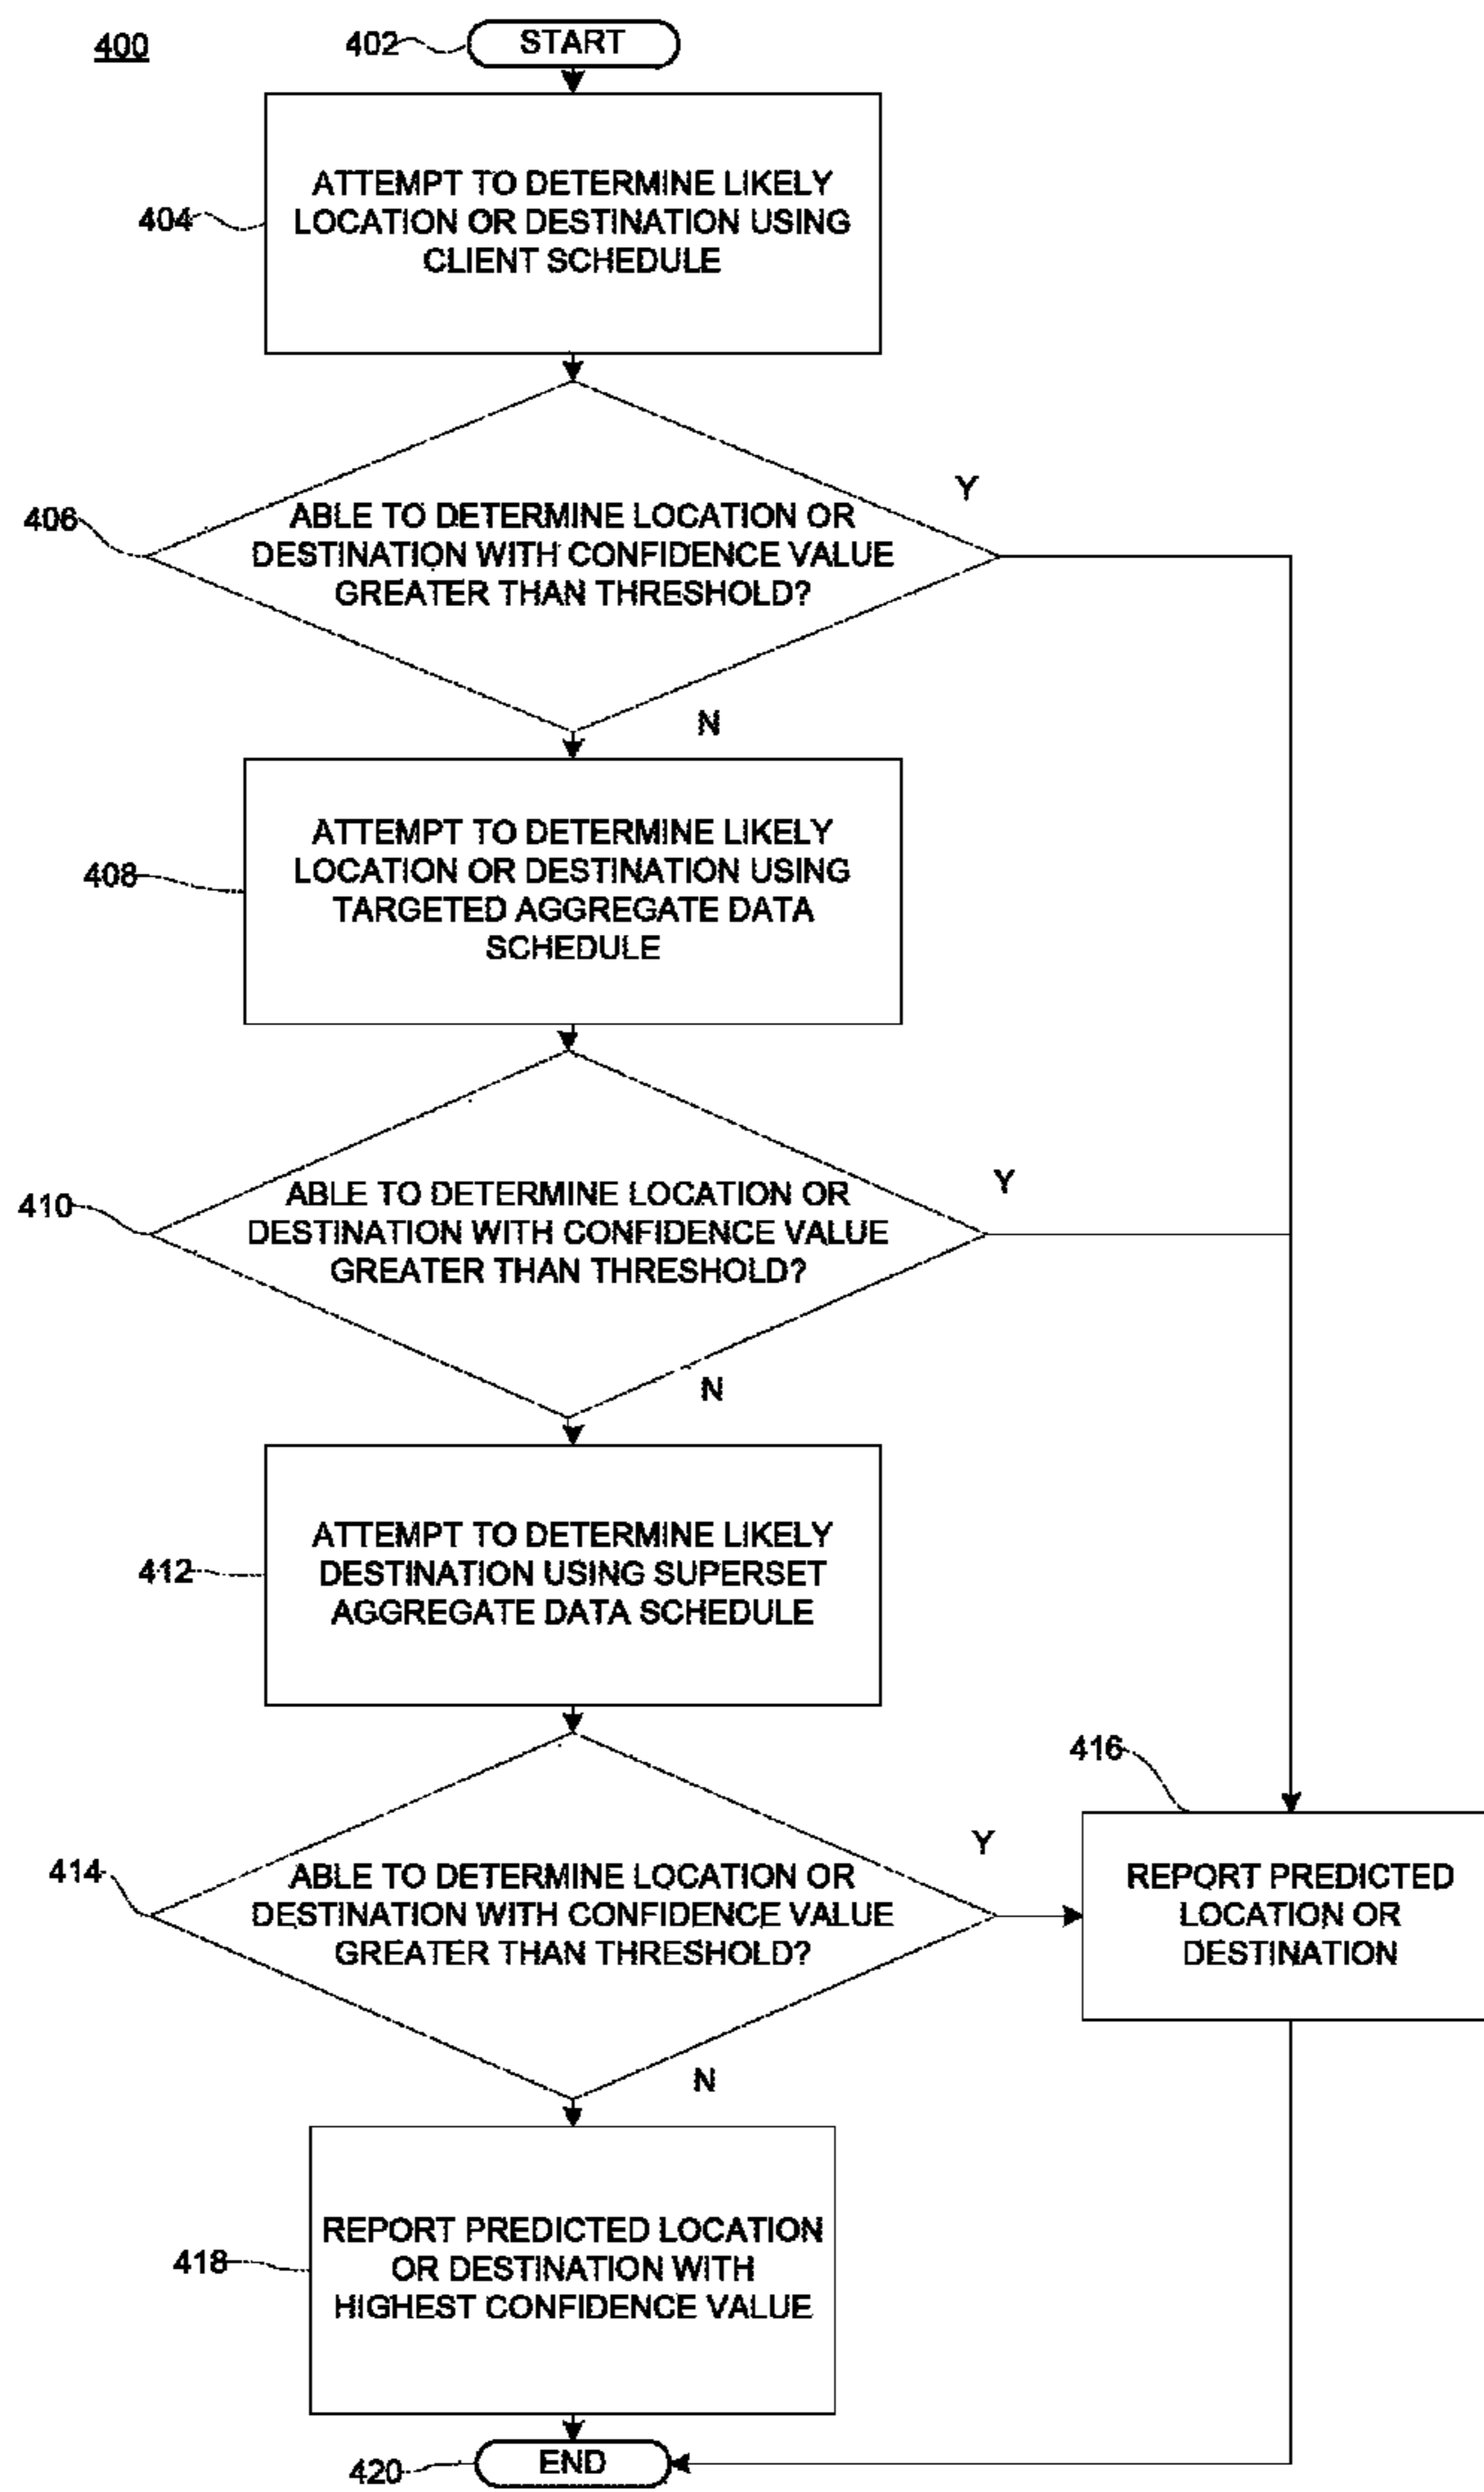 400
402
START
404
ATTEMPT TO DETERMINE LIKELY
LOCATION OR DESTINATION USING
CLIENT SCHEDULE
406
ABLE TO DETERMINE LOCATION OR
DESTINATION WITH CONFIDENCE VALUE
GREATER THAN THRESHOLD?
Y
N
408
ATTEMPT TO DETERMINE LIKELY
LOCATION OR DESTINATION USING
TARGETED AGGREGATE DATA
SCHEDULE
410
ABLE TO DETERMINE LOCATION OR
DESTINATION WITH CONFIDENCE VALUE
GREATER THAN THRESHOLD?
Y
N
412
ATTEMPT TO DETERMINE LIKELY
DESTINATION USING SUPERSET
AGGREGATE DATA SCHEDULE
414
ABLE TO DETERMINE LOCATION OR
DESTINATION WITH CONFIDENCE VALUE
GREATER THAN THRESHOLD?
Y
N
416
REPORT PREDICTED
LOCATION OR
DESTINATION
418
REPORT PREDICTED LOCATION
OR DESTINATION WITH
HIGHEST CONFIDENCE VALUE
420
END